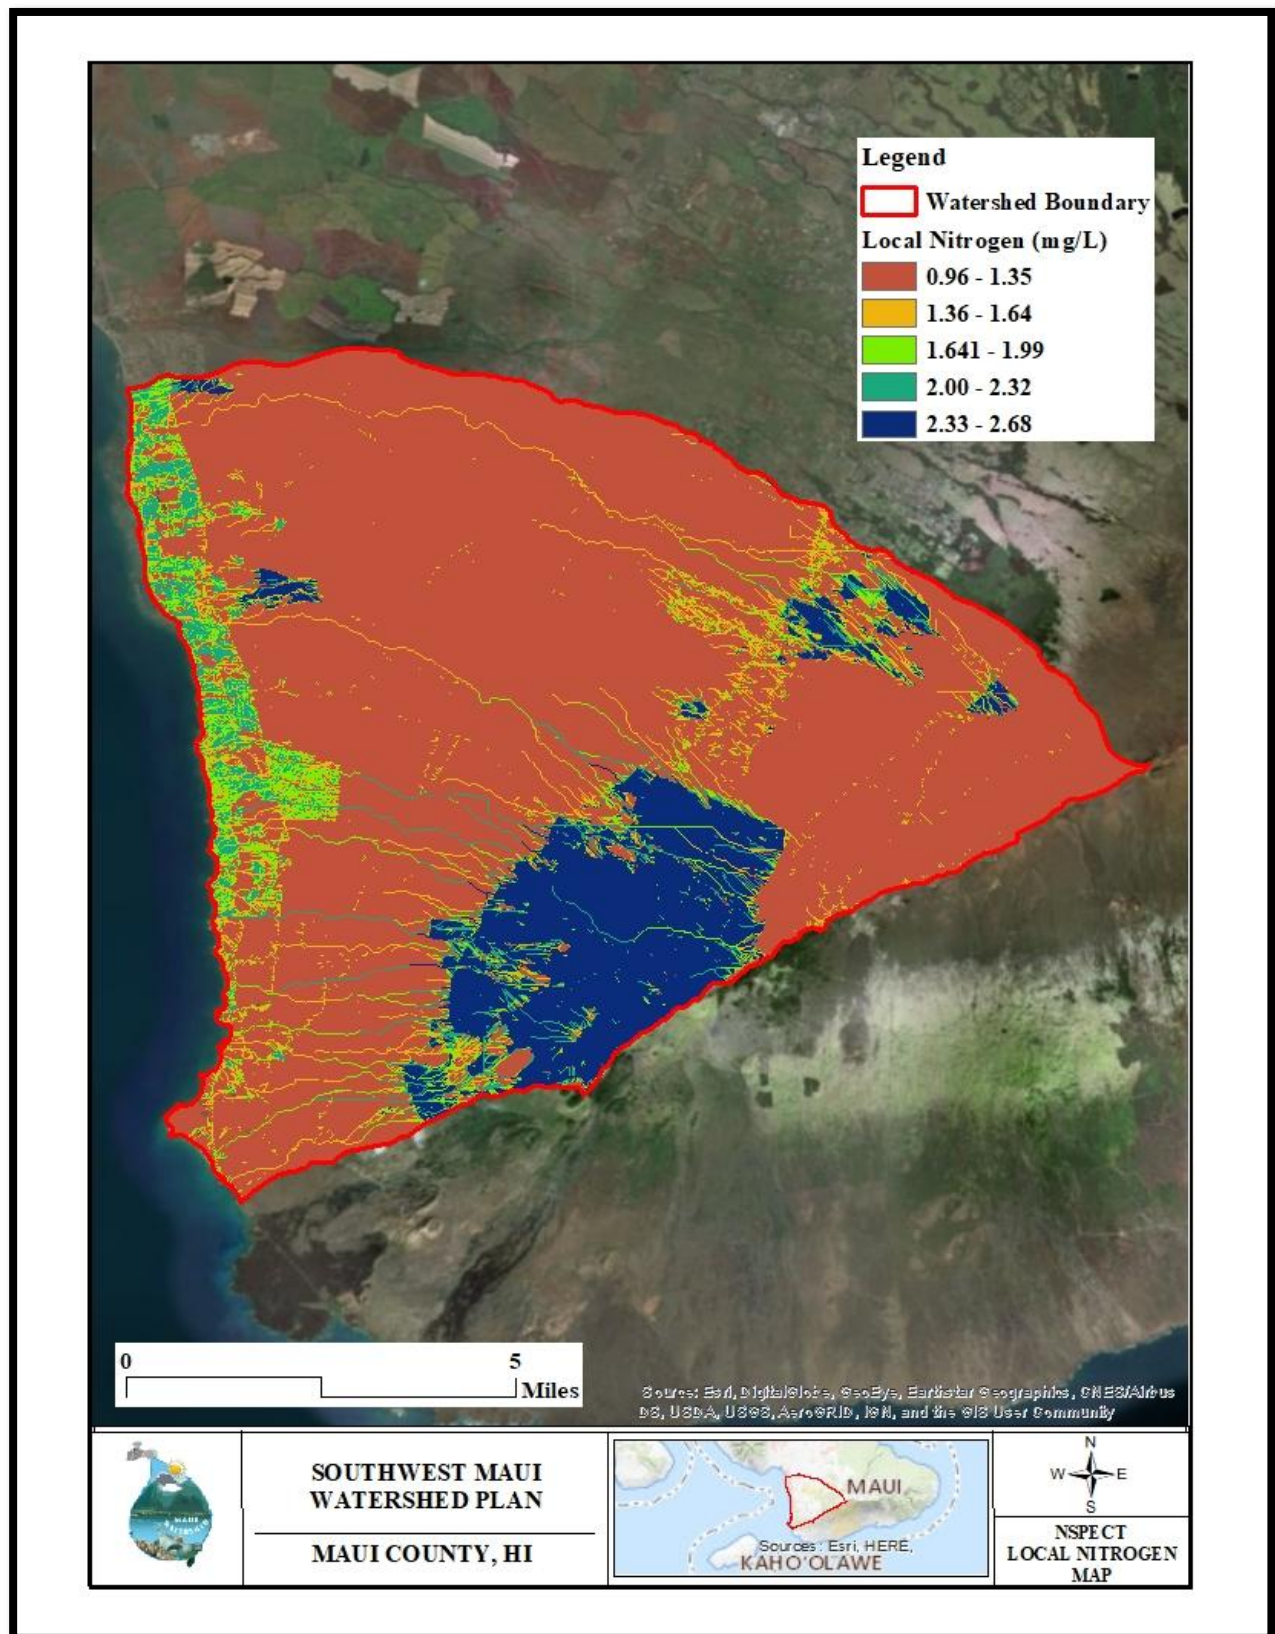 Legend
Watershed Boundary
Local Nitrogen (mg/L)
0.96 - 1.35
1.36 - 1.64
1.641 - 1.99
2.00 - 2.32
2.33 - 2.68
0 5
Miles
Source: Esri, DigitalGlobe, GeoEye, Earthstar Geographics, CNES/Airbus
DS, USDA, USGS, AeroGRID, IGN, and the GIS User Community
MAUI
WATERSHED
SOUTHWEST MAUI
WATERSHED PLAN
MAUI COUNTY, HI
MAUI
Sources: Esri, HERE,
KAHO'OLAWE
N
W E
S
NSPECT
LOCAL NITROGEN
MAP